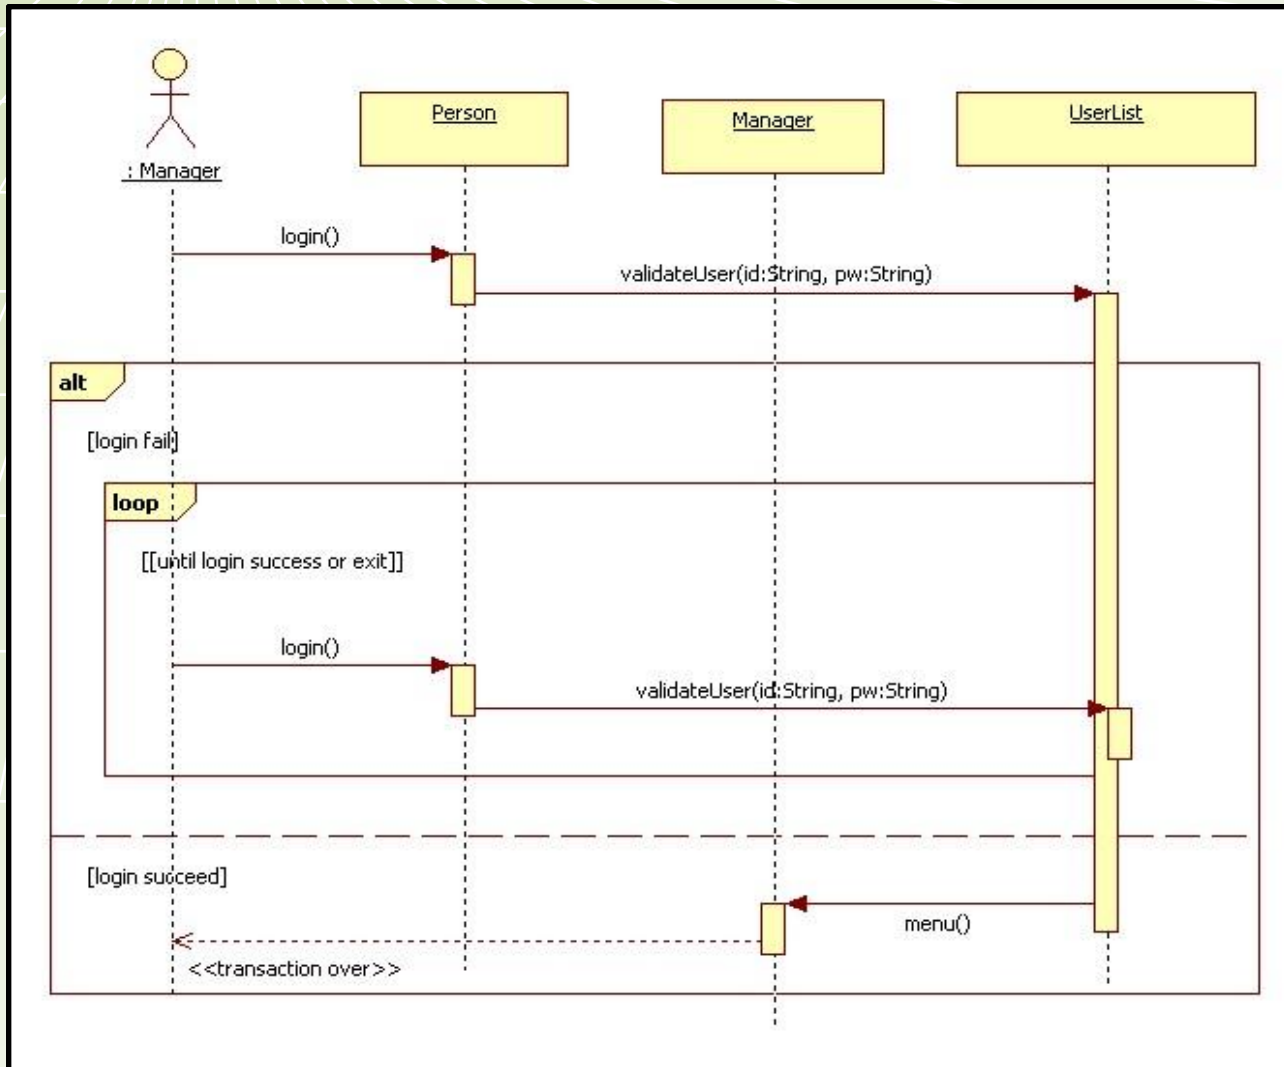 : Manager
Person
Manager
UserList
login()
validateUser(id:String, pw:String)
alt
[login fail]
loop
[[until login success or exit]]
login()
validateUser(id:String, pw:String)
[login succeed]
menu()
<<transaction over>>